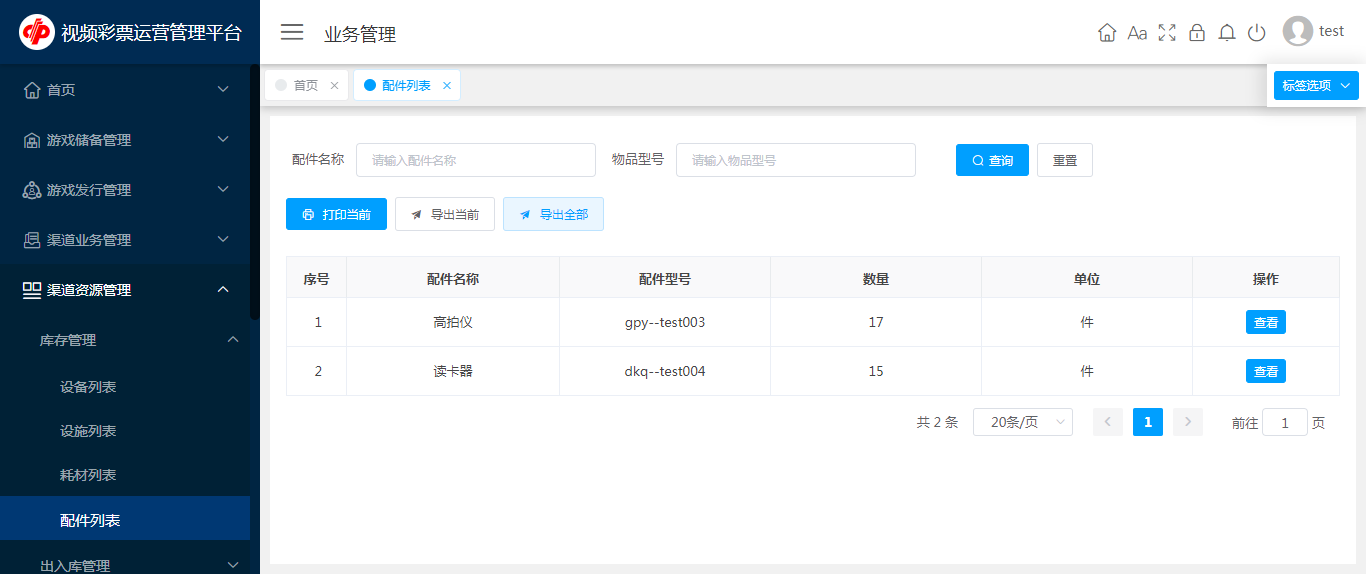 视频彩票运营管理平台
业务管理
Aa
test
首页
配件列表
标签选项
首页
游戏储备管理
游戏发行管理
渠道业务管理
渠道资源管理
库存管理
设备列表
设施列表
耗材列表
配件列表
出入库管理
配件名称 请输入配件名称 物品型号 请输入物品型号 查询 重置
打印当前 导出当前 导出全部
序号 配件名称 配件型号 数量 单位 操作
1 高拍仪 gpy--test003 17 件 查看
2 读卡器 dkq--test004 15 件 查看
共 2 条 20条/页 1 前往 1 页